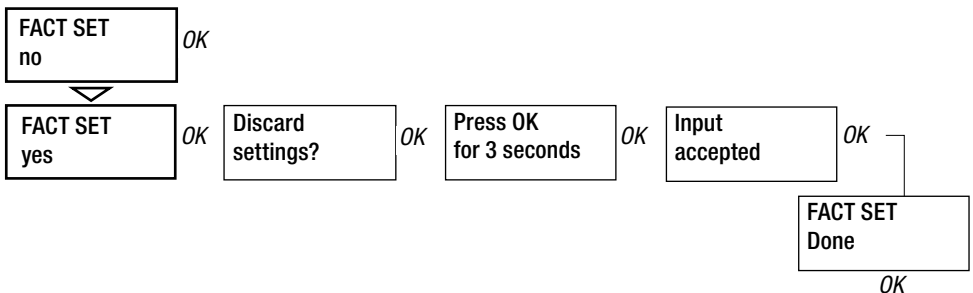 FACT SET
no
OK
FACT SET
yes
OK
Discard
settings?
OK
Press OK
for 3 seconds
OK
Input
accepted
OK
FACT SET
Done
OK